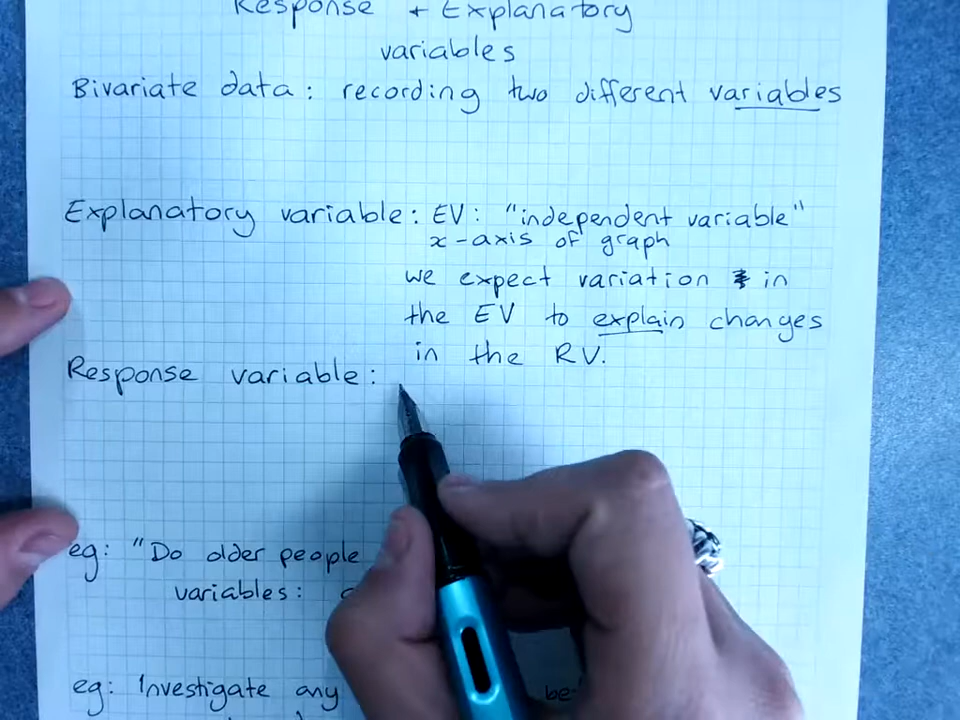 Response + Explanatory
variables
Bivariate data: recording two different variables
Explanatory variable: EV: "independent variable"
x-axis of graph
we expect variation in
the EV to explain changes
in the RV.
Response variable:
eg: "Do older people
variables:
eg: Investigate any be